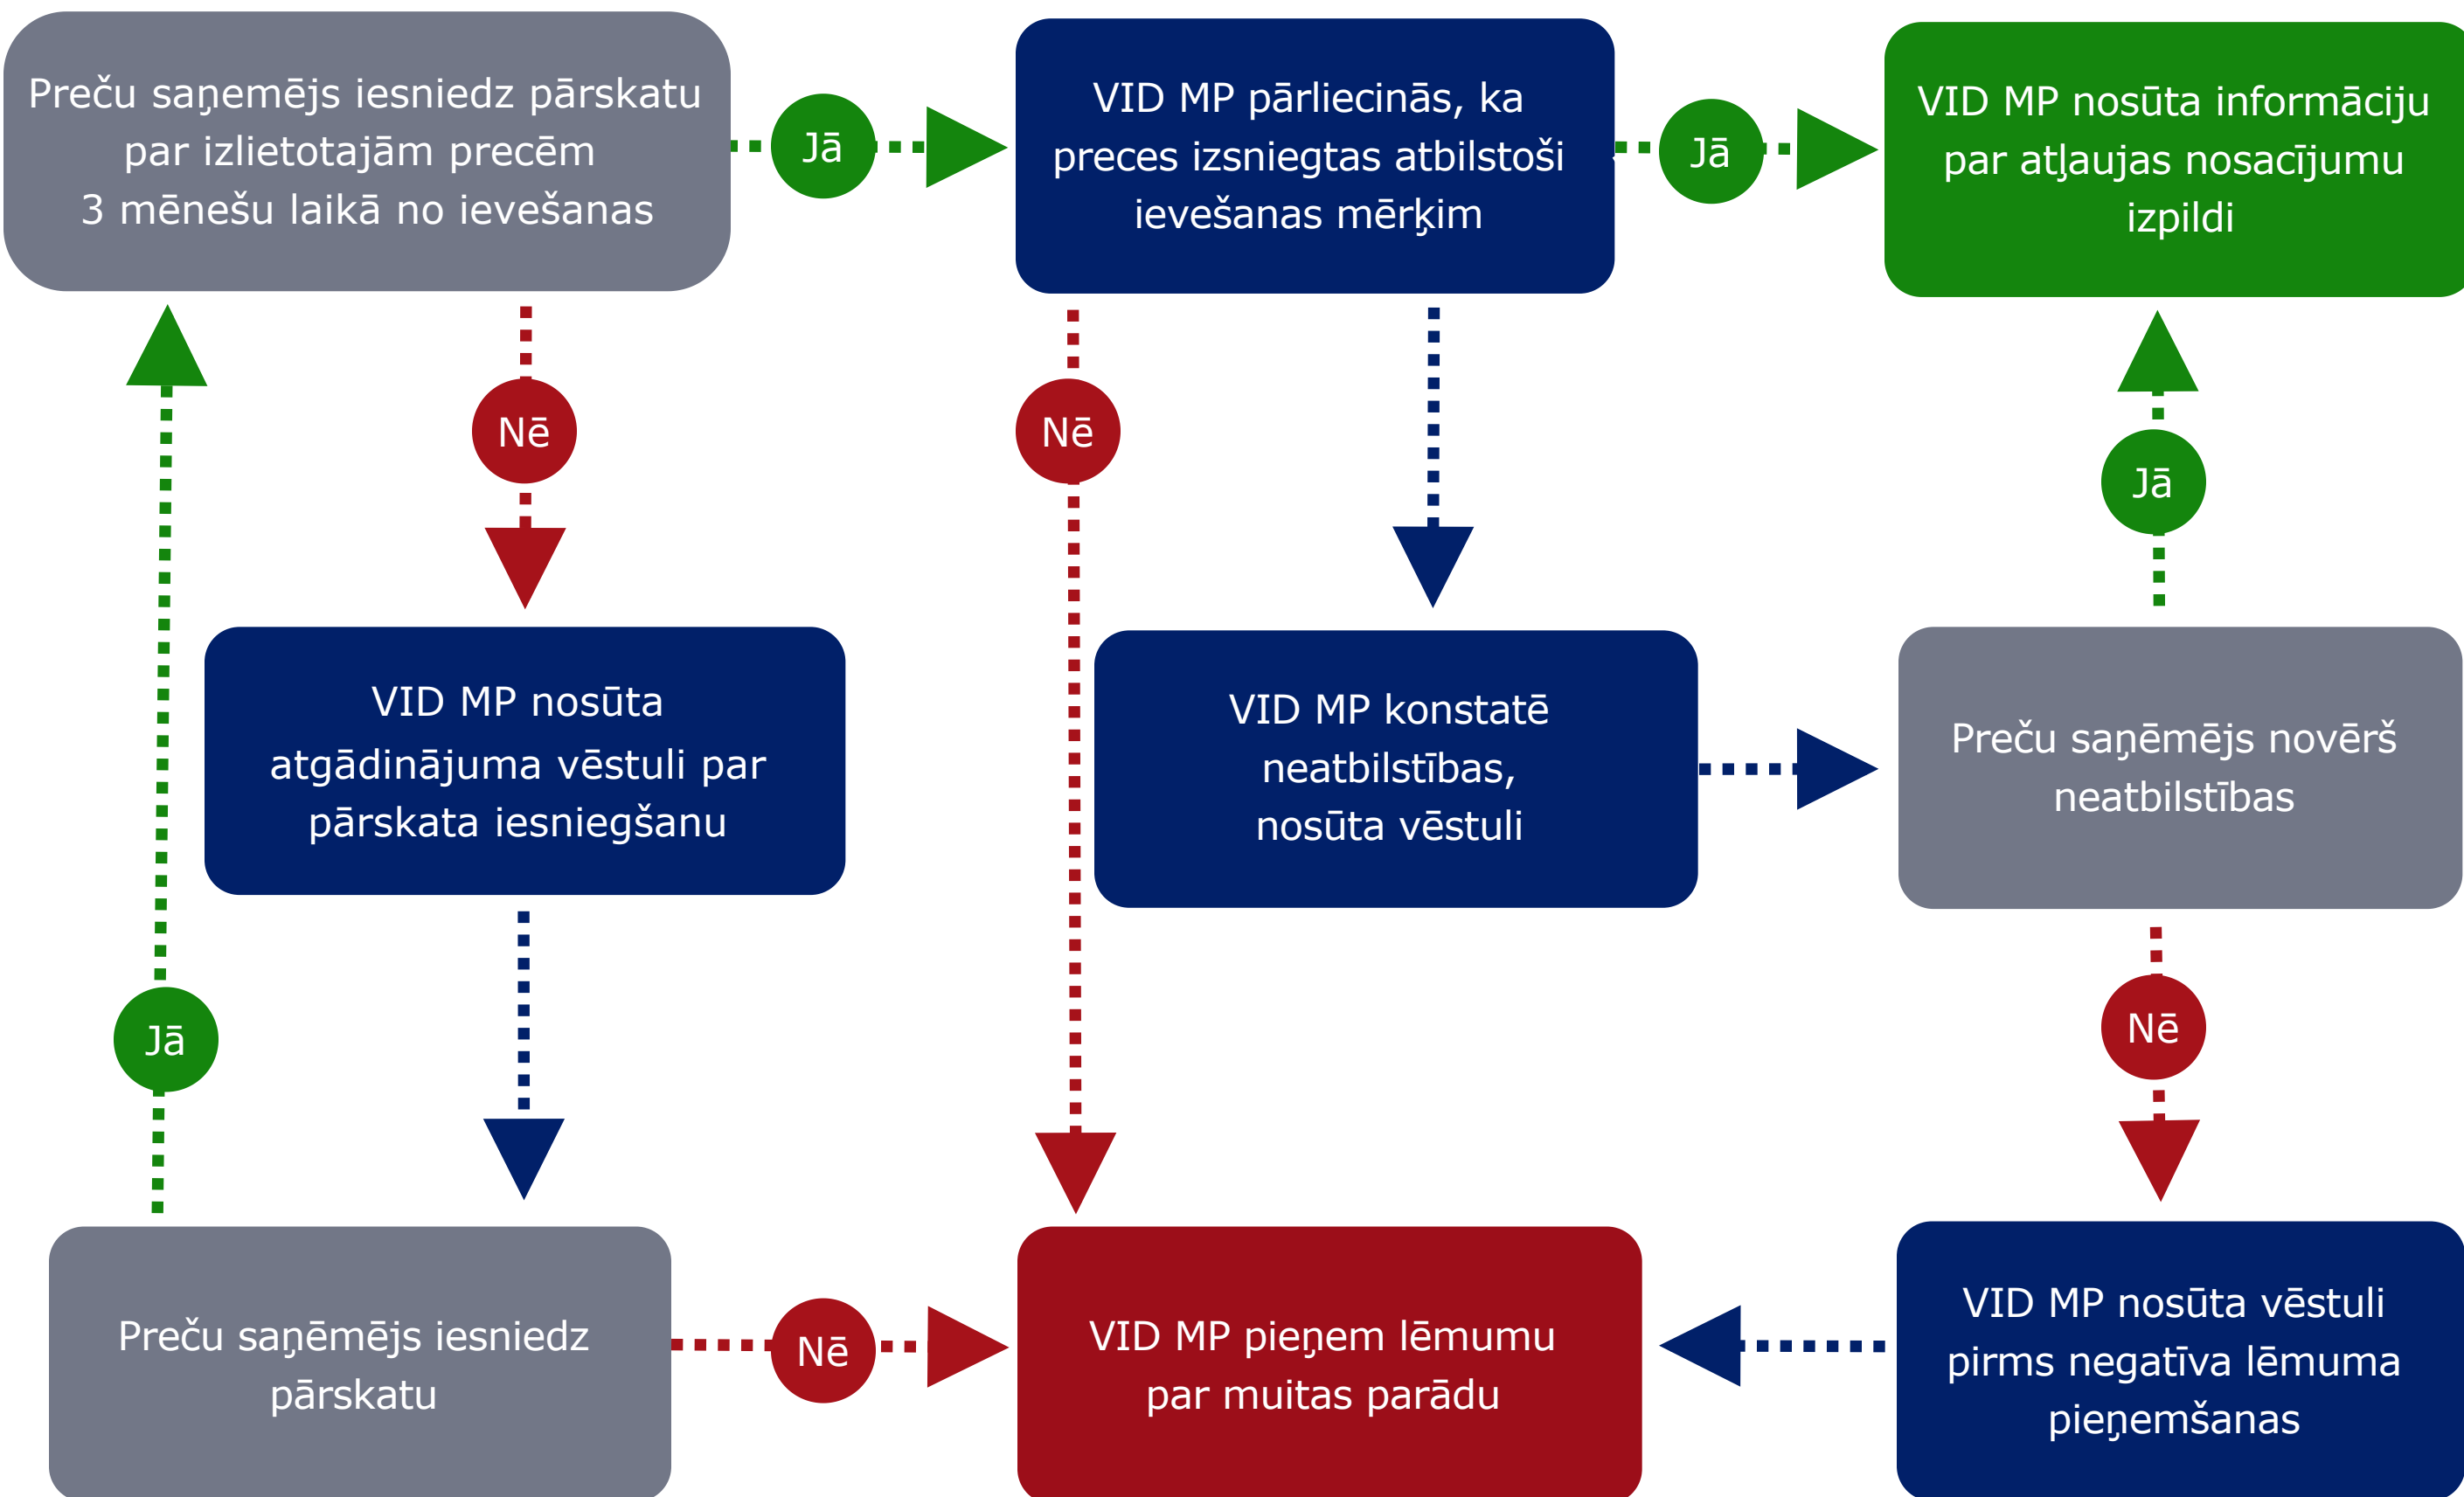 Preču saņemējs iesniedz pārskatu
par izlietotajām precēm
3 mēnešu laikā no ievešanas
Jā
VID MP pārliecinās, ka
preces izsniegtas atbilstoši
ievešanas mērķim
Jā
VID MP nosūta informāciju
par atļaujas nosacījumu
izpildi
Nē
Nē
Jā
VID MP nosūta
atgādinājuma vēstuli par
pārskata iesniegšanu
VID MP konstatē
neatbilstības,
nosūta vēstuli
Preču saņēmējs novērš
neatbilstības
Jā
Nē
Preču saņēmējs iesniedz
pārskatu
Nē
VID MP pieņem lēmumu
par muitas parādu
VID MP nosūta vēstuli
pirms negatīva lēmuma
pieņemšanas